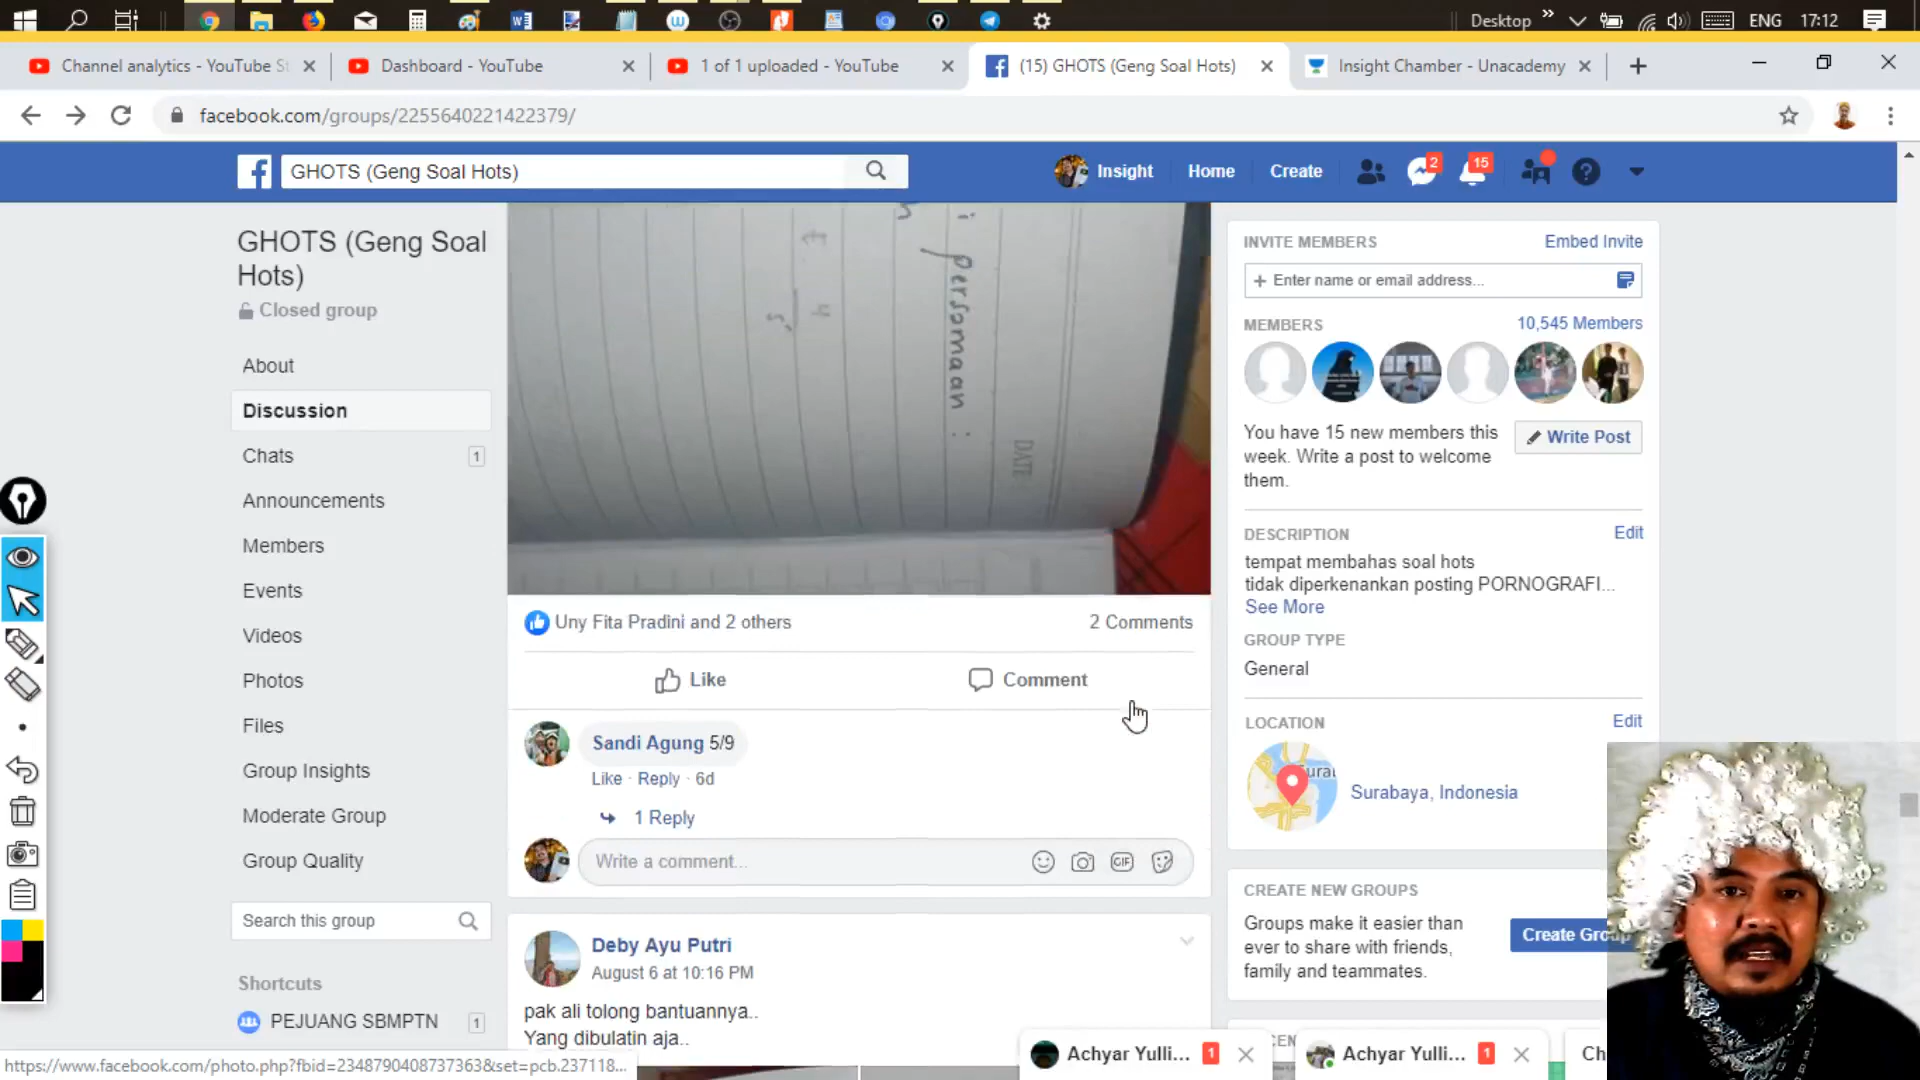 Desktop » ENG 17:12
Channel analytics - YouTube St
Dashboard - YouTube
1 of 1 uploaded - YouTube
(15) GHOTS (Geng Soal Hots)
Insight Chamber - Unacademy
facebook.com/groups/2255640221422379/
GHOTS (Geng Soal Hots)
Insight
Home
Create
2
15
GHOTS (Geng Soal
Hots)
Closed group
About
Discussion
Chats 1
Announcements
Members
Events
Videos
Photos
Files
Group Insights
Moderate Group
Group Quality
Search this group
Shortcuts
PEJUANG SBMPTN 1
persamaan :
DATE
Uny Fita Pradini and 2 others
2 Comments
Like
Comment
Sandi Agung 5/9
Like · Reply · 6d
1 Reply
Write a comment...
GIF
Deby Ayu Putri
August 6 at 10:16 PM
pak ali tolong bantuannya..
Yang dibulatin aja..
INVITE MEMBERS
Embed Invite
+ Enter name or email address...
MEMBERS
10,545 Members
You have 15 new members this
week. Write a post to welcome
them.
Write Post
DESCRIPTION
Edit
tempat membahas soal hots
tidak diperkenankan posting PORNOGRAFI...
See More
GROUP TYPE
General
LOCATION
Edit
Surabaya, Indonesia
CREATE NEW GROUPS
Groups make it easier than
ever to share with friends,
family and teammates.
Create Group
Achyar Yulli... 1
Achyar Yulli... 1
Ch
https://www.facebook.com/photo.php?fbid=2348790408737363&set=pcb.237118...